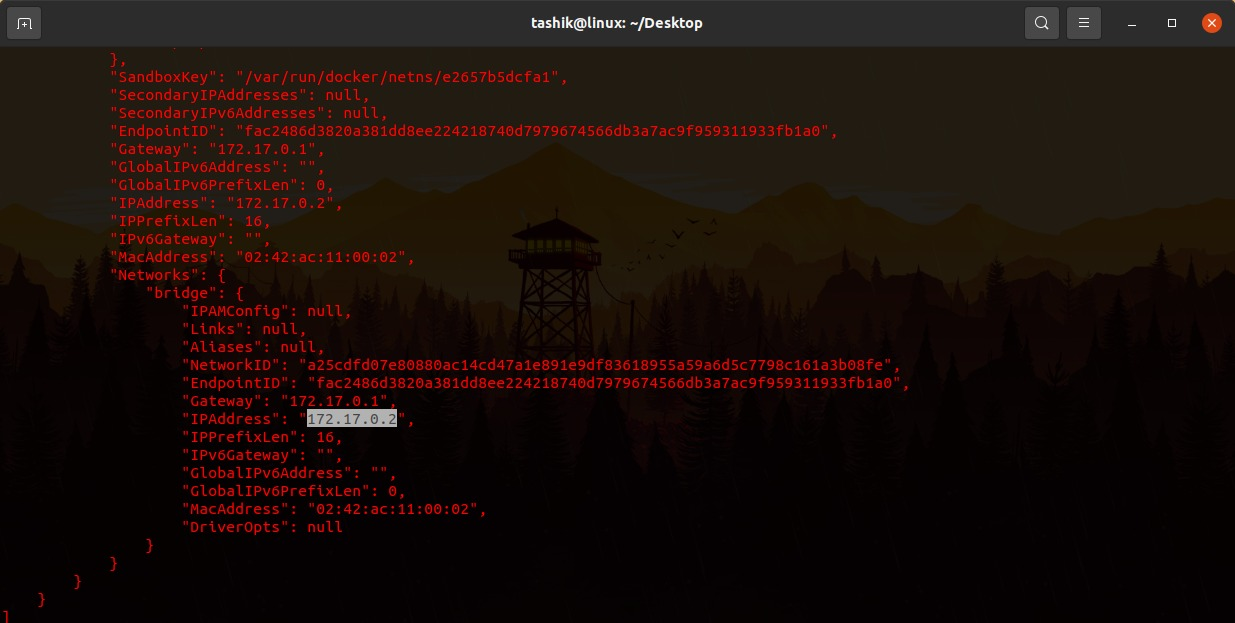 tashik@linux: ~/Desktop
},
"SandboxKey": "/var/run/docker/netns/e2657b5dcfa1",
"SecondaryIPAddresses": null,
"SecondaryIPv6Addresses": null,
"EndpointID": "fac2486d3820a381dd8ee224218740d7979674566db3a7ac9f959311933fb1a0",
"Gateway": "172.17.0.1",
"GlobalIPv6Address": "",
"GlobalIPv6PrefixLen": 0,
"IPAddress": "172.17.0.2",
"IPPrefixLen": 16,
"IPv6Gateway": "",
"MacAddress": "02:42:ac:11:00:02",
"Networks": {
"bridge": {
"IPAMConfig": null,
"Links": null,
"Aliases": null,
"NetworkID": "a25cdfd07e80880ac14cd47a1e891e9df83618955a59a6d5c7798c161a3b08fe",
"EndpointID": "fac2486d3820a381dd8ee224218740d7979674566db3a7ac9f959311933fb1a0",
"Gateway": "172.17.0.1",
"IPAddress": "172.17.0.2",
"IPPrefixLen": 16,
"IPv6Gateway": "",
"GlobalIPv6Address": "",
"GlobalIPv6PrefixLen": 0,
"MacAddress": "02:42:ac:11:00:02",
"DriverOpts": null
}
}
}
}
]